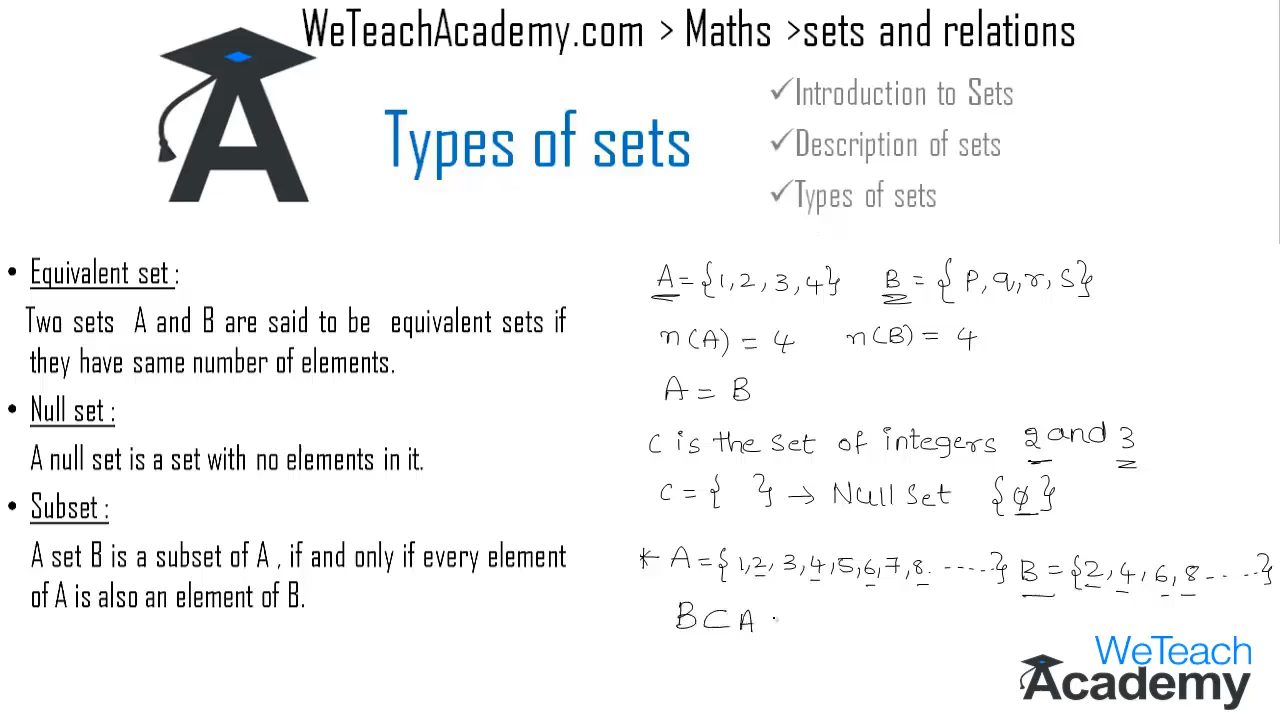 WeTeachAcademy.com > Maths >sets and relations
✓Introduction to Sets
✓Description of sets
✓Types of sets
Types of sets
• Equivalent set :
Two sets A and B are said to be equivalent sets if
they have same number of elements.
• Null set :
A null set is a set with no elements in it.
• Subset :
A set B is a subset of A , if and only if every element
of A is also an element of B.
A = {1, 2, 3, 4} B = { p, q, r, s}
n (A) = 4 n (B) = 4
A = B
C is the set of integers 2 and 3
C = { } → Null Set {φ}
* A = {1, 2, 3, 4, 5, 6, 7, 8. .....} B = {2, 4, 6, 8 .....}
B ⊂ A .
WeTeach
Academy